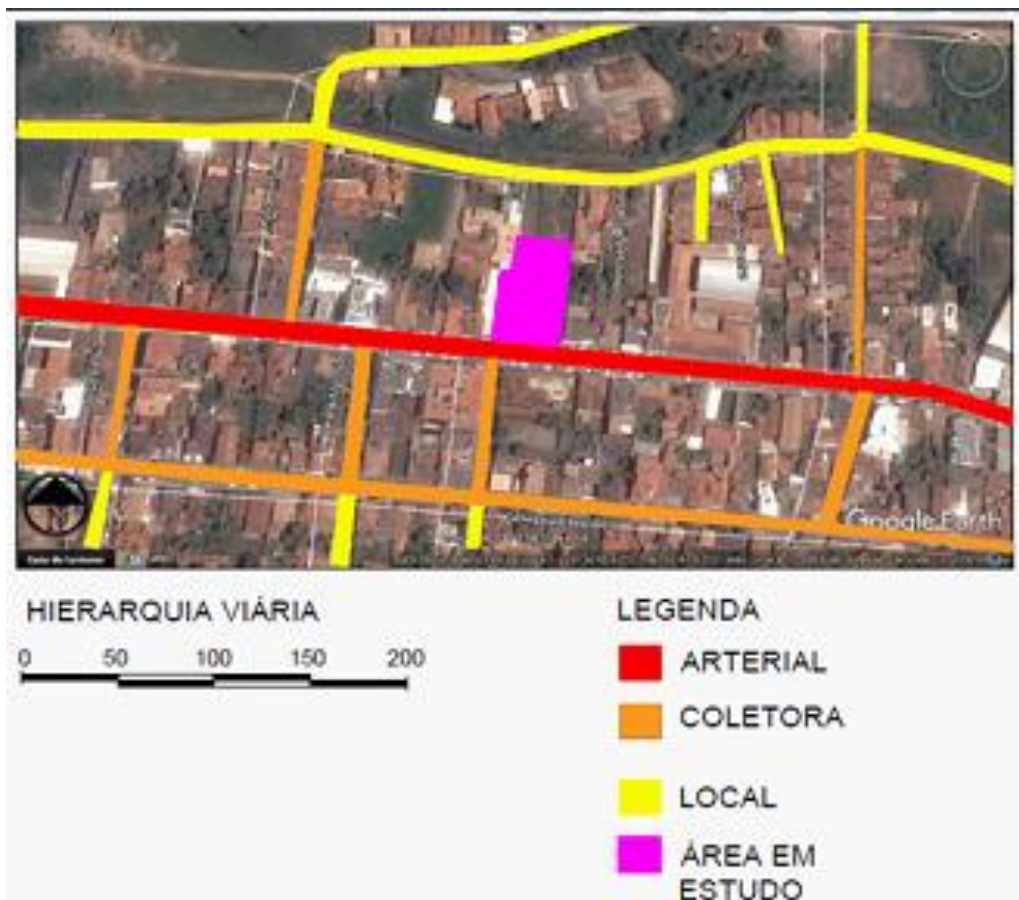 Google Earth
HIERARQUIA VIÁRIA
0 50 100 150 200
LEGENDA
ARTERIAL
COLETORA
LOCAL
ÁREA EM
ESTUDO